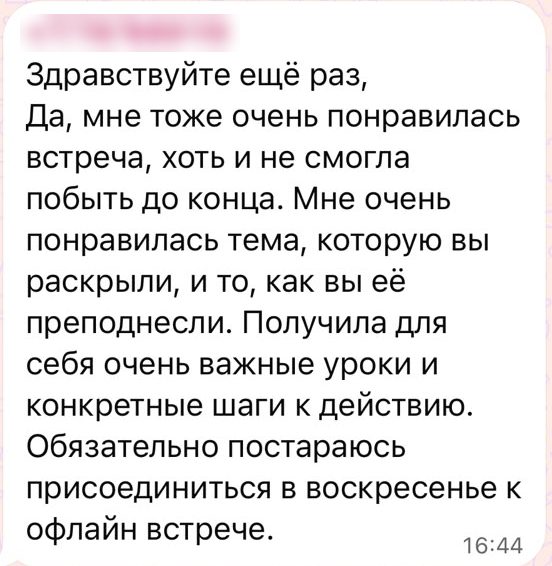 Здравствуйте ещё раз,
Да, мне тоже очень понравилась
встреча, хоть и не смогла
побыть до конца. Мне очень
понравилась тема, которую вы
раскрыли, и то, как вы её
преподнесли. Получила для
себя очень важные уроки и
конкретные шаги к действию.
Обязательно постараюсь
присоединиться в воскресенье к
офлайн встрече.
16:44